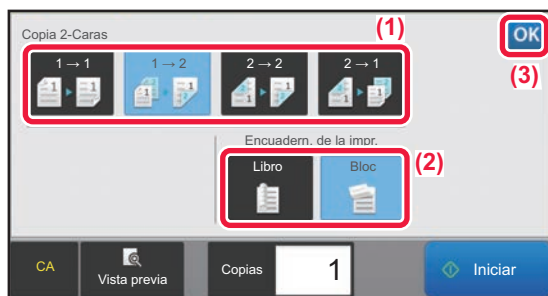 (1)
Copia 2-Caras
OK
1 → 1
1 → 2
2 → 2
2 → 1
(3)
Encuadern. de la impr.
(2)
Libro
Bloc
CA
Vista previa
Copias
1
Iniciar